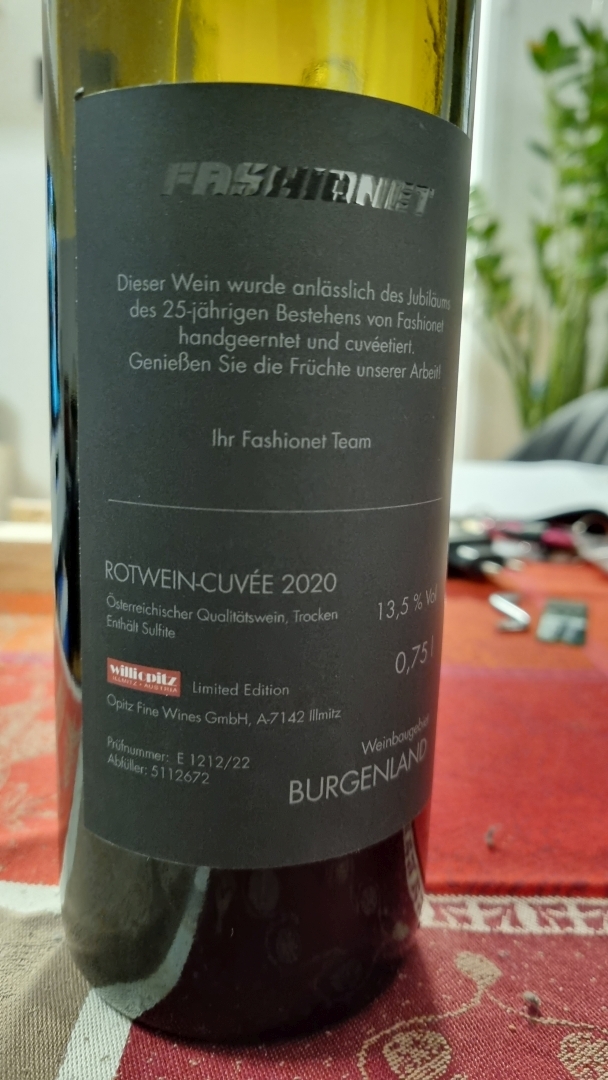 FASHIONET
Dieser Wein wurde anlässlich des Jubiläums
des 25-jährigen Bestehens von Fashionet
handgeerntet und cuvéetiert.
Genießen Sie die Früchte unserer Arbeit!
Ihr Fashionet Team
ROTWEIN-CUVÉE 2020
Österreichischer Qualitätswein, Trocken
Enthält Sulfite
13,5 % Vol
0,75 l
willi opitz
ILLMITZ • AUSTRIA
Limited Edition
Opitz Fine Wines GmbH, A-7142 Illmitz
Prüfnummer: E 1212/22
Abfüller: 5112672
Weinbaugebiet
BURGENLAND